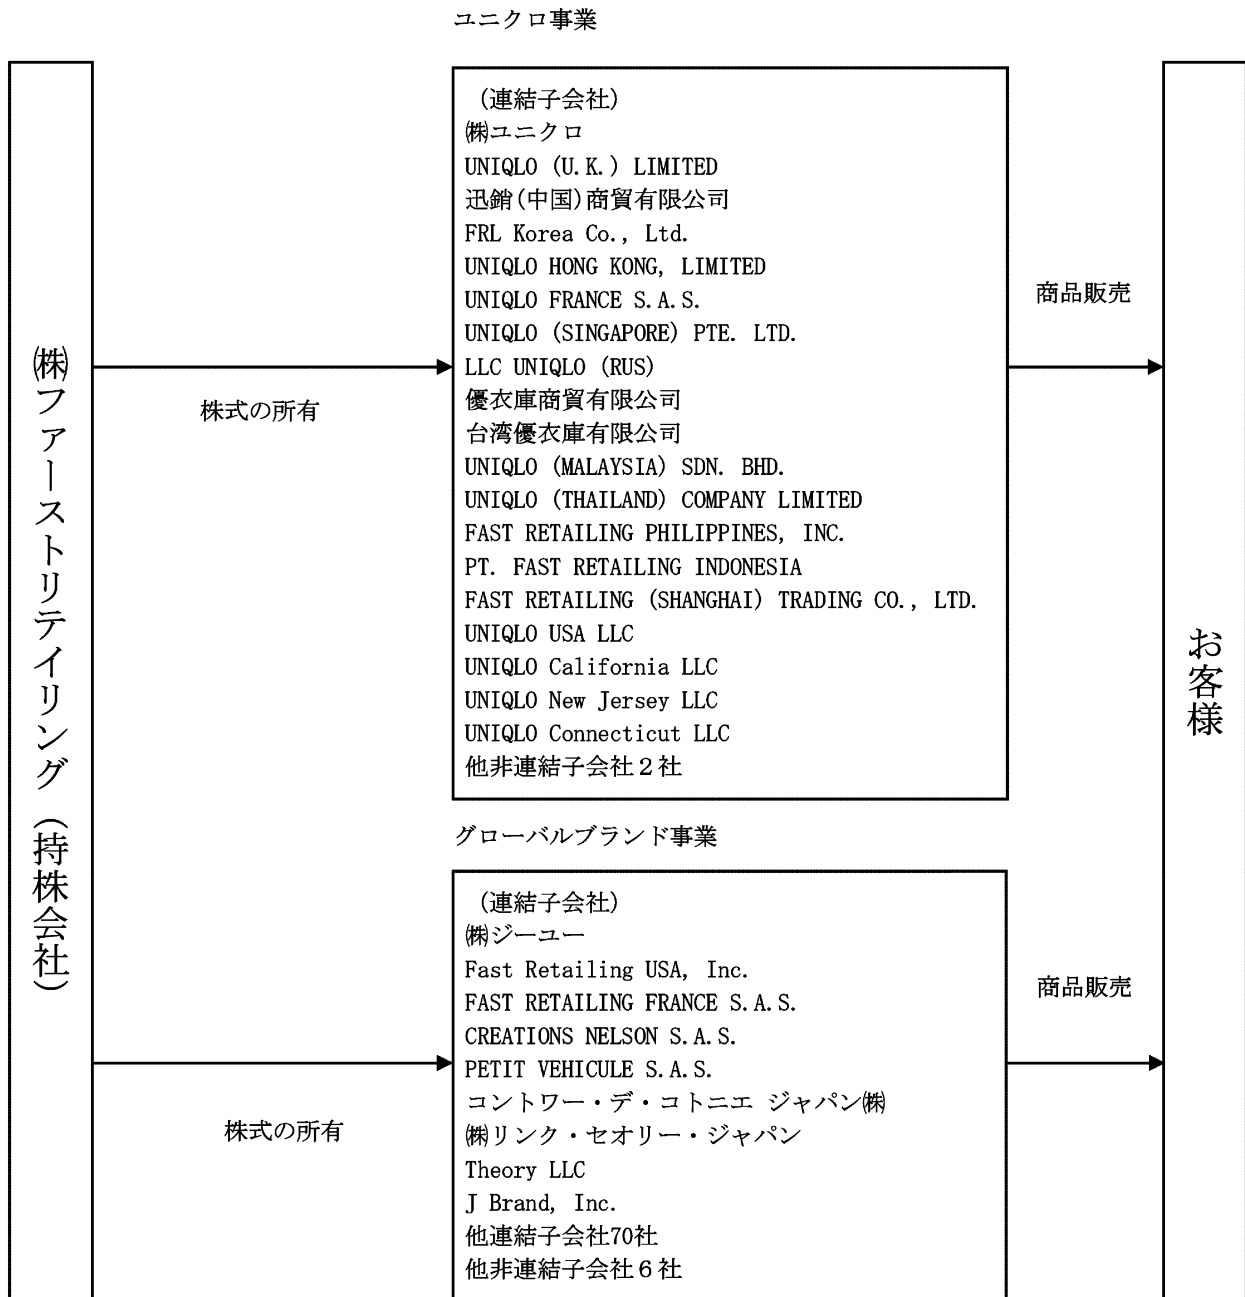 ユニクロ事業
㈱ファーストリテイリング（持株会社）
株式の所有
（連結子会社）
㈱ユニクロ
UNIQLO (U.K.) LIMITED
迅銷(中国)商貿有限公司
FRL Korea Co., Ltd.
UNIQLO HONG KONG, LIMITED
UNIQLO FRANCE S.A.S.
UNIQLO (SINGAPORE) PTE. LTD.
LLC UNIQLO (RUS)
優衣庫商貿有限公司
台湾優衣庫有限公司
UNIQLO (MALAYSIA) SDN. BHD.
UNIQLO (THAILAND) COMPANY LIMITED
FAST RETAILING PHILIPPINES, INC.
PT. FAST RETAILING INDONESIA
FAST RETAILING (SHANGHAI) TRADING CO., LTD.
UNIQLO USA LLC
UNIQLO California LLC
UNIQLO New Jersey LLC
UNIQLO Connecticut LLC
他非連結子会社２社
商品販売
お客様
グローバルブランド事業
株式の所有
（連結子会社）
㈱ジーユー
Fast Retailing USA, Inc.
FAST RETAILING FRANCE S.A.S.
CREATIONS NELSON S.A.S.
PETIT VEHICULE S.A.S.
コントワー・デ・コトニエ ジャパン㈱
㈱リンク・セオリー・ジャパン
Theory LLC
J Brand, Inc.
他連結子会社70社
他非連結子会社６社
商品販売